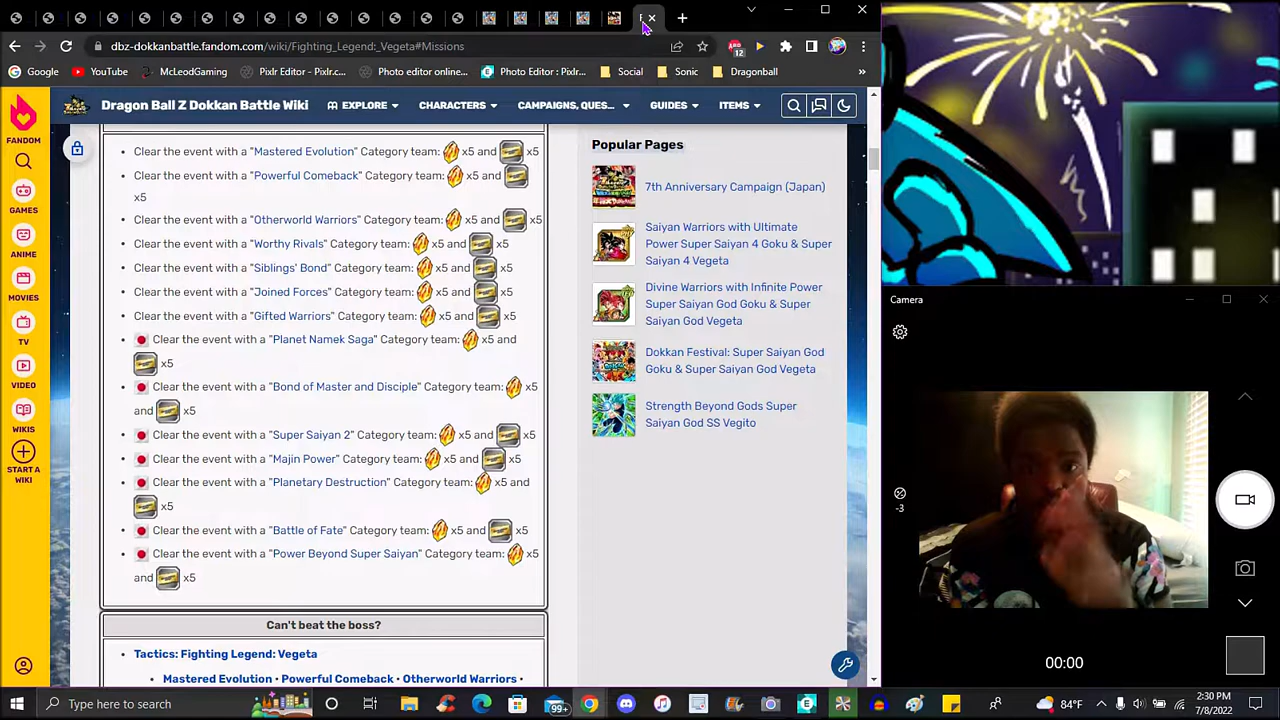 dbz-dokkanbattle.fandom.com/wiki/Fighting_Legend:_Vegeta#Missions
12
Google
YouTube
McLeodGaming
Pixlr Editor - Pixlr.c...
Photo editor online...
Photo Editor : Pixlr...
Social
Sonic
Dragonball
»
Dragon Ball Z Dokkan Battle Wiki
EXPLORE
CHARACTERS
CAMPAIGNS, QUES...
GUIDES
ITEMS
FANDOM
GAMES
ANIME
MOVIES
TV
VIDEO
WIKIS
START A
WIKI
Clear the event with a "Mastered Evolution" Category team: x5 and x5
Clear the event with a "Powerful Comeback" Category team: x5 and
x5
Clear the event with a "Otherworld Warriors" Category team: x5 and x5
Clear the event with a "Worthy Rivals" Category team: x5 and x5
Clear the event with a "Siblings' Bond" Category team: x5 and x5
Clear the event with a "Joined Forces" Category team: x5 and x5
Clear the event with a "Gifted Warriors" Category team: x5 and x5
Clear the event with a "Planet Namek Saga" Category team: x5 and
x5
Clear the event with a "Bond of Master and Disciple" Category team: x5
and x5
Clear the event with a "Super Saiyan 2" Category team: x5 and x5
Clear the event with a "Majin Power" Category team: x5 and x5
Clear the event with a "Planetary Destruction" Category team: x5 and
x5
Clear the event with a "Battle of Fate" Category team: x5 and x5
Clear the event with a "Power Beyond Super Saiyan" Category team: x5
and x5
Can't beat the boss?
Tactics: Fighting Legend: Vegeta
Mastered Evolution • Powerful Comeback • Otherworld Warriors •
Popular Pages
7th Anniversary Campaign (Japan)
Saiyan Warriors with Ultimate
Power Super Saiyan 4 Goku & Super
Saiyan 4 Vegeta
Divine Warriors with Infinite Power
Super Saiyan God Goku & Super
Saiyan God Vegeta
Dokkan Festival: Super Saiyan God
Goku & Super Saiyan God Vegeta
Strength Beyond Gods Super
Saiyan God SS Vegito
Camera
-3
00:00
Type here to search
99+
84°F
2:30 PM
7/8/2022